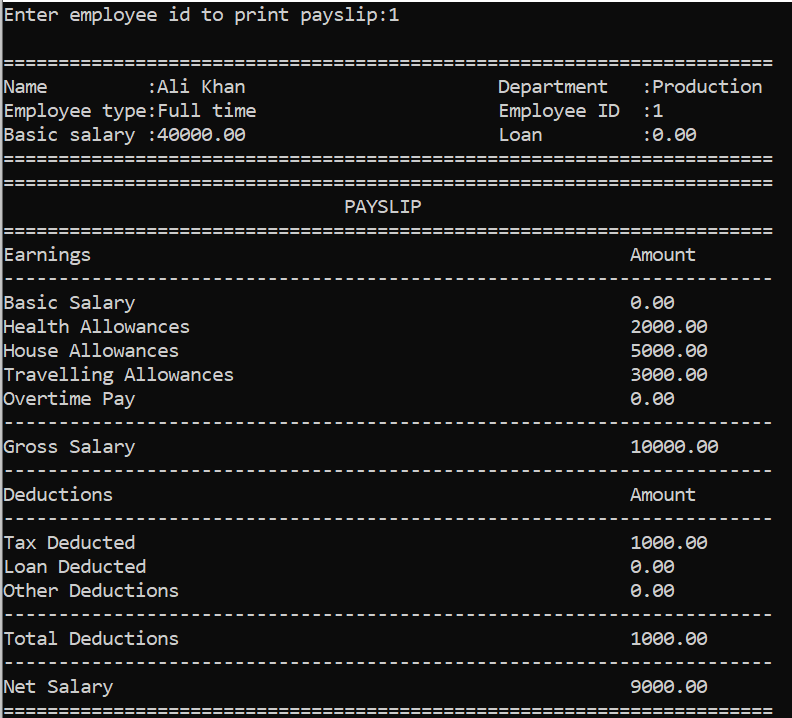 Enter employee id to print payslip:1
======================================================================
Name         :Ali Khan                       Department   :Production
Employee type:Full time                      Employee ID  :1
Basic salary :40000.00                       Loan         :0.00
======================================================================
======================================================================
                               PAYSLIP
======================================================================
Earnings                                                 Amount
----------------------------------------------------------------------
Basic Salary                                             0.00
Health Allowances                                        2000.00
House Allowances                                         5000.00
Travelling Allowances                                    3000.00
Overtime Pay                                             0.00
----------------------------------------------------------------------
Gross Salary                                             10000.00
----------------------------------------------------------------------
Deductions                                               Amount
----------------------------------------------------------------------
Tax Deducted                                             1000.00
Loan Deducted                                            0.00
Other Deductions                                         0.00
----------------------------------------------------------------------
Total Deductions                                         1000.00
----------------------------------------------------------------------
Net Salary                                               9000.00
======================================================================